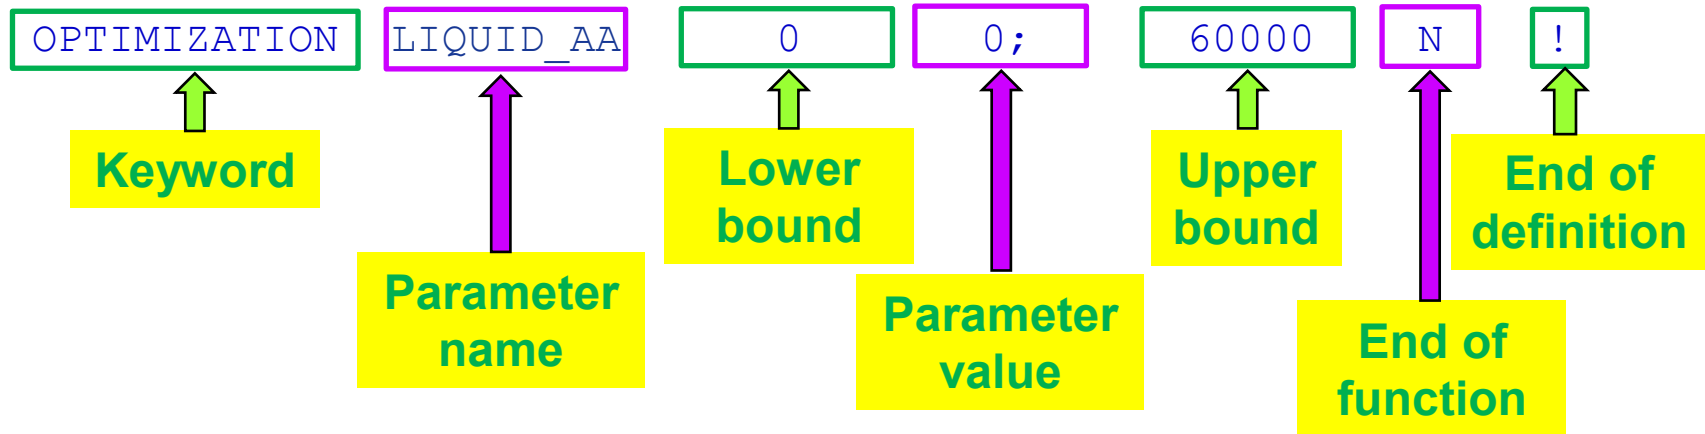 OPTIMIZATION LIQUID_AA 0 0; 60000 N !
Keyword
Parameter
name
Lower
bound
Parameter
value
Upper
bound
End of
function
End of
definition